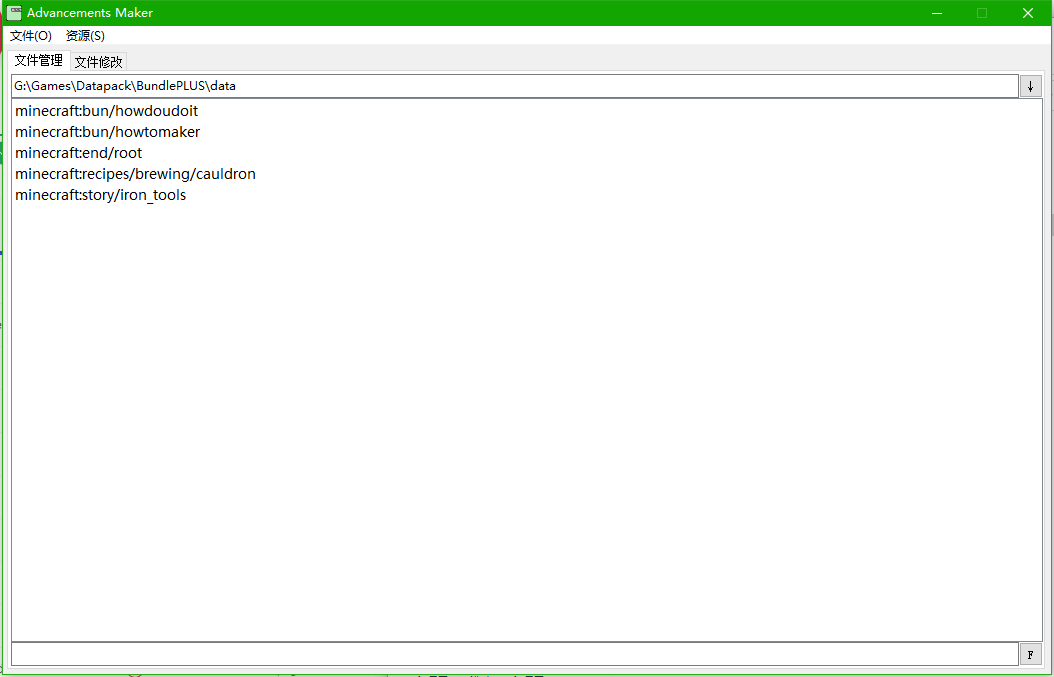 Advancements Maker
文件(O) 资源(S)
文件管理 文件修改
G:\Games\Datapack\BundlePLUS\data ↓
minecraft:bun/howdoudoit
minecraft:bun/howtomaker
minecraft:end/root
minecraft:recipes/brewing/cauldron
minecraft:story/iron_tools
F